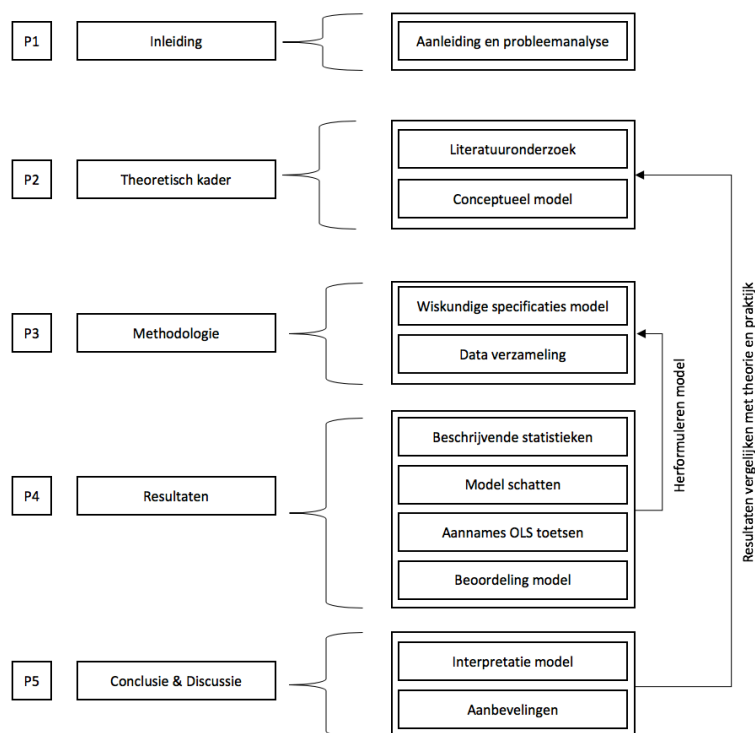 P1
Inleiding
Aanleiding en probleemanalyse
P2
Theoretisch kader
Literatuuronderzoek
Conceptueel model
P3
Methodologie
Wiskundige specificaties model
Data verzameling
P4
Resultaten
Beschrijvende statistieken
Model schatten
Aannames OLS toetsen
Beoordeling model
P5
Conclusie & Discussie
Interpretatie model
Aanbevelingen
Herformuleren model
Resultaten vergelijken met theorie en praktijk